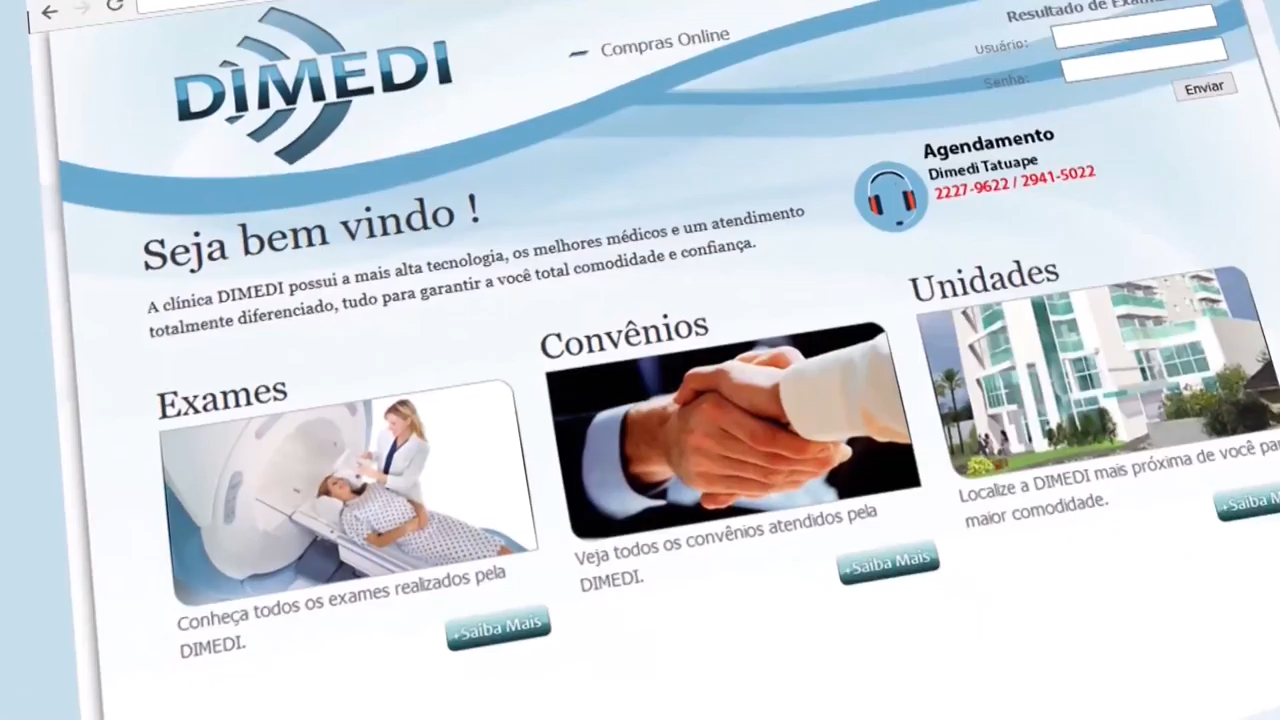 DIMEDI
Compras Online
Resultado de
Usuário:
Senha:
Enviar
Agendamento
Dimedi Tatuape
2227-9622 / 2941-5022
Seja bem vindo !
A clínica DIMEDI possui a mais alta tecnologia, os melhores médicos e um atendimento
totalmente diferenciado, tudo para garantir a você total comodidade e confiança.
Exames
Conheça todos os exames realizados pela
DIMEDI.
+Saiba Mais
Convênios
Veja todos os convênios atendidos pela
DIMEDI.
+Saiba Mais
Unidades
Localize a DIMEDI mais próxima de você
maior comodidade.
+Saiba